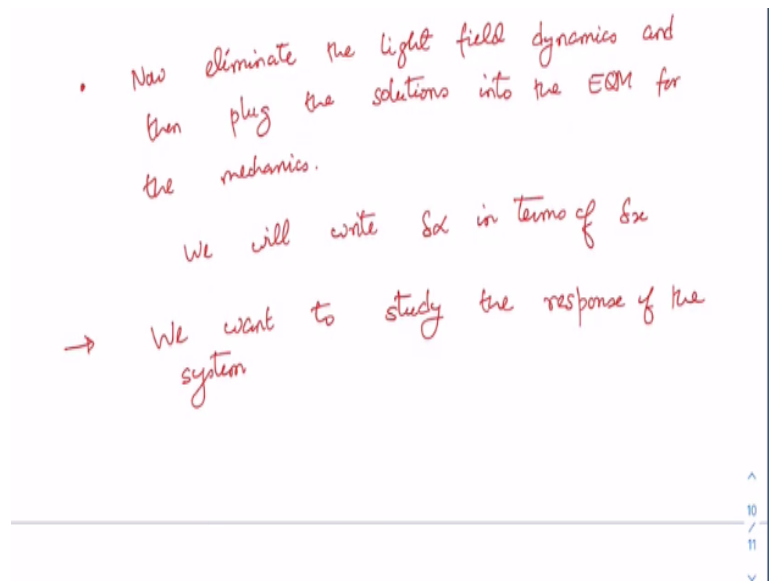 • Now eliminate the light field dynamics and
then plug the solutions into the EQM for
the mechanics.
We will write δα in terms of δx
→ We want to study the response of the
system
10
/
11